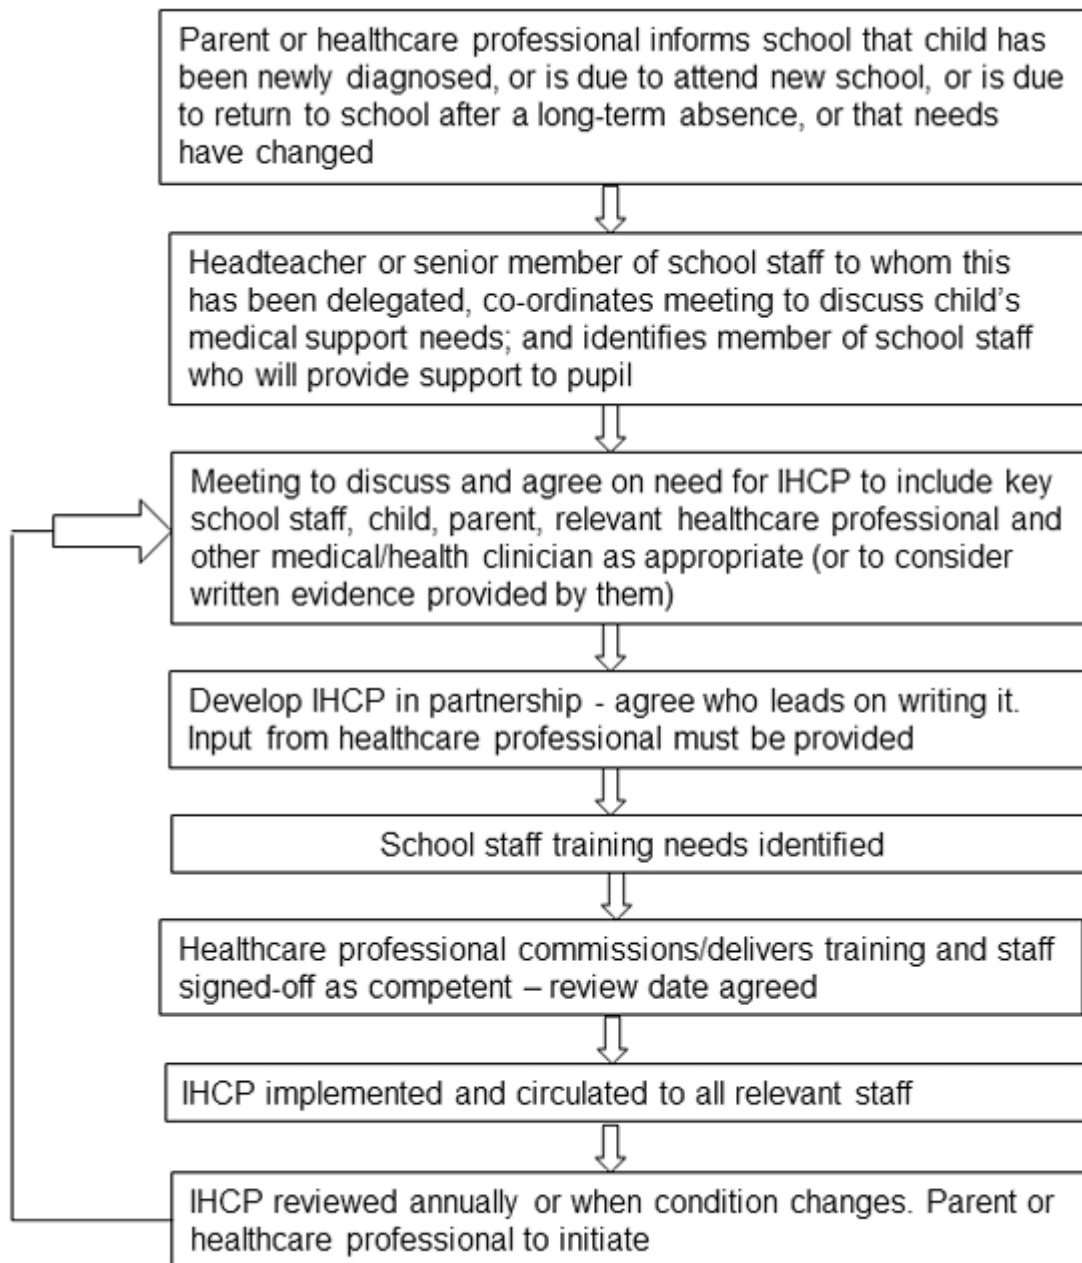 Parent or healthcare professional informs school that child has
been newly diagnosed, or is due to attend new school, or is due
to return to school after a long-term absence, or that needs
have changed
Headteacher or senior member of school staff to whom this
has been delegated, co-ordinates meeting to discuss child's
medical support needs; and identifies member of school staff
who will provide support to pupil
Meeting to discuss and agree on need for IHCP to include key
school staff, child, parent, relevant healthcare professional and
other medical/health clinician as appropriate (or to consider
written evidence provided by them)
Develop IHCP in partnership - agree who leads on writing it.
Input from healthcare professional must be provided
School staff training needs identified
Healthcare professional commissions/delivers training and staff
signed-off as competent – review date agreed
IHCP implemented and circulated to all relevant staff
IHCP reviewed annually or when condition changes. Parent or
healthcare professional to initiate